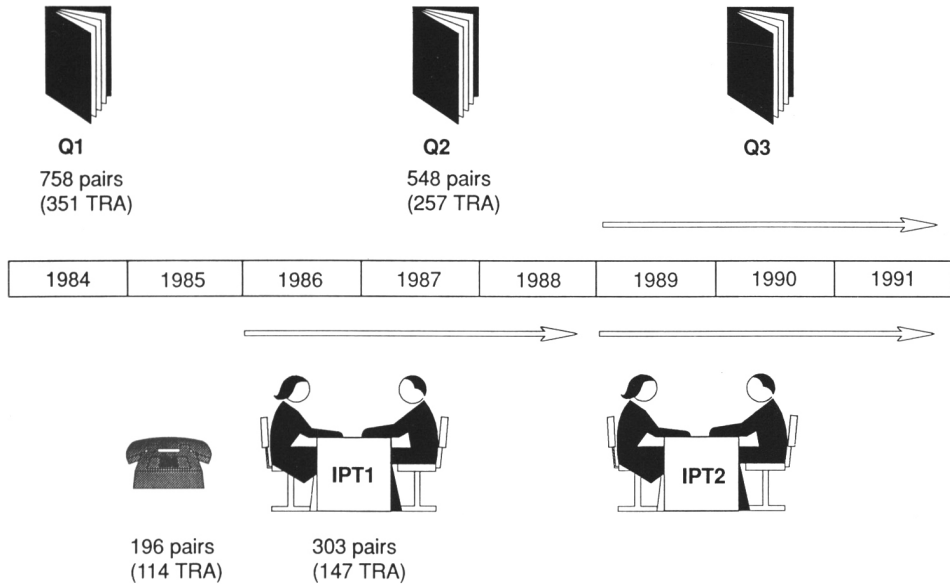 Q1
758 pairs
(351 TRA)
Q2
548 pairs
(257 TRA)
Q3
1984 1985 1986 1987 1988 1989 1990 1991
IPT1
IPT2
196 pairs
(114 TRA)
303 pairs
(147 TRA)